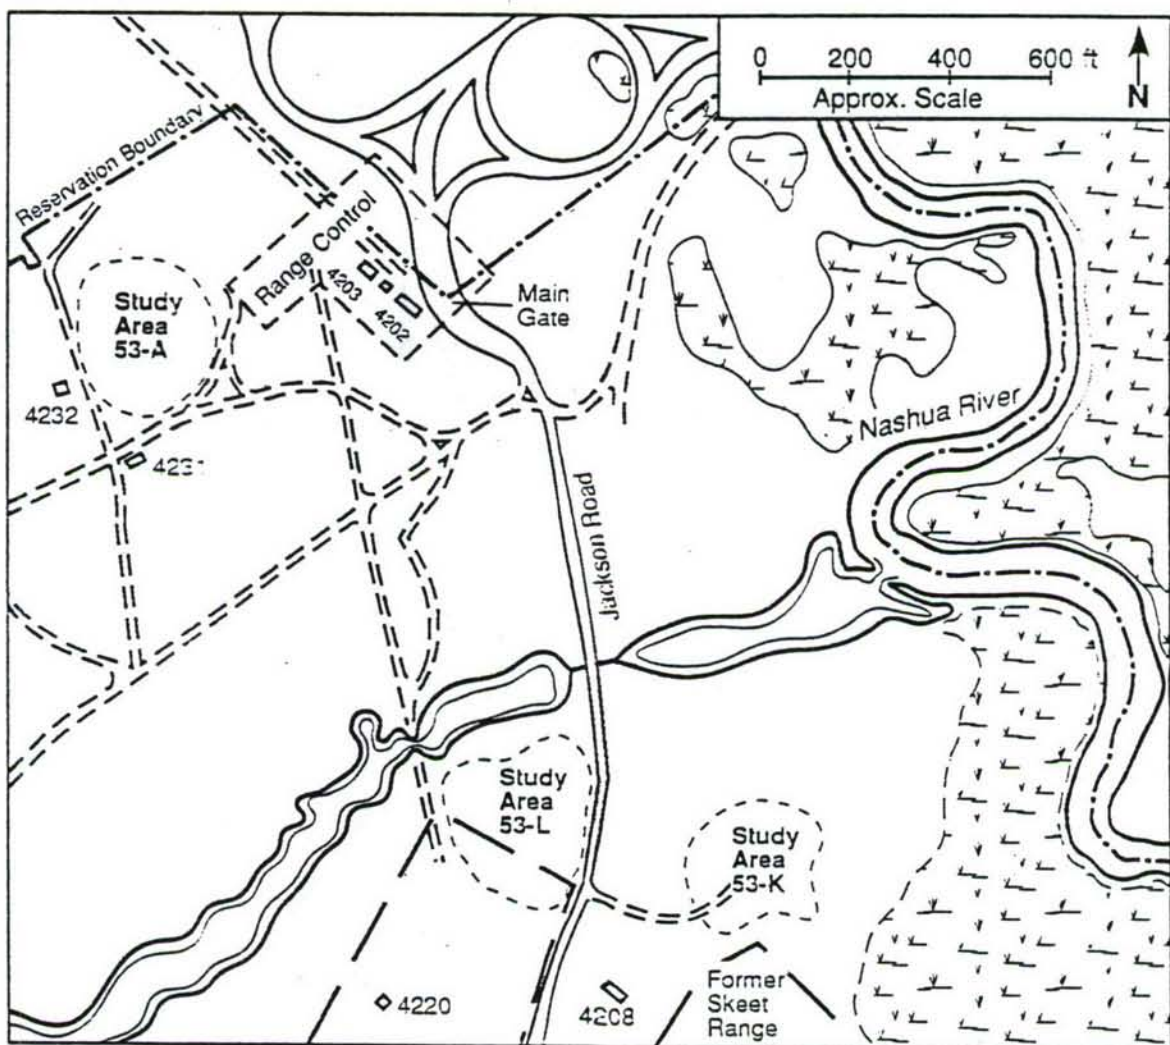 0 200 400 600 ft
Approx. Scale
N
Reservation Boundary
Range Control
4203
4202
Main
Gate
Study
Area
53-A
4232
4231
Nashua River
Jackson Road
Study
Area
53-L
Study
Area
53-K
4220
4208
Former
Skeet
Range